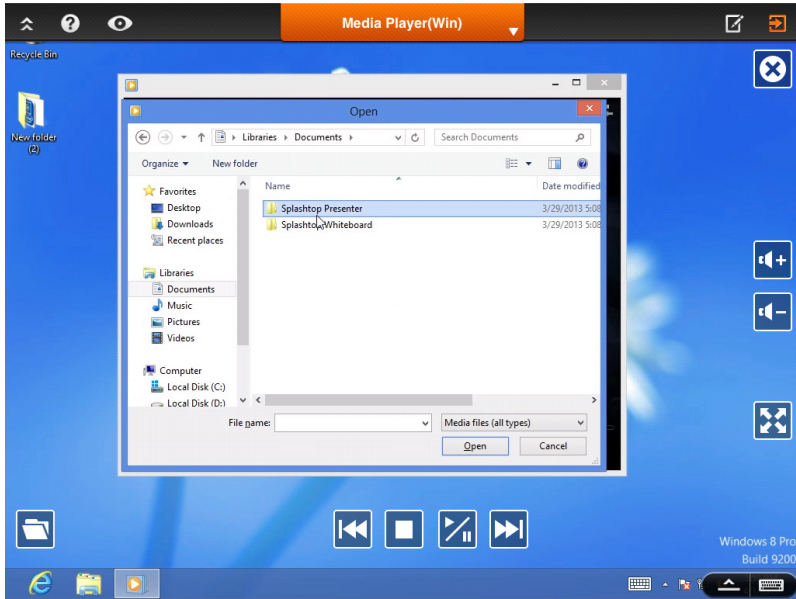 Media Player(Win)
Recycle Bin
New folder
(2)
Open
Libraries
Documents
Search Documents
Organize
New folder
Name
Date modified
Favorites
Desktop
Downloads
Recent places
Libraries
Documents
Music
Pictures
Videos
Computer
Local Disk (C:)
Local Disk (D:)
Splashtop Presenter
3/29/2013 5:08
Splashtop Whiteboard
3/29/2013 5:08
File name:
Media files (all types)
Open
Cancel
Windows 8 Pro
Build 9200